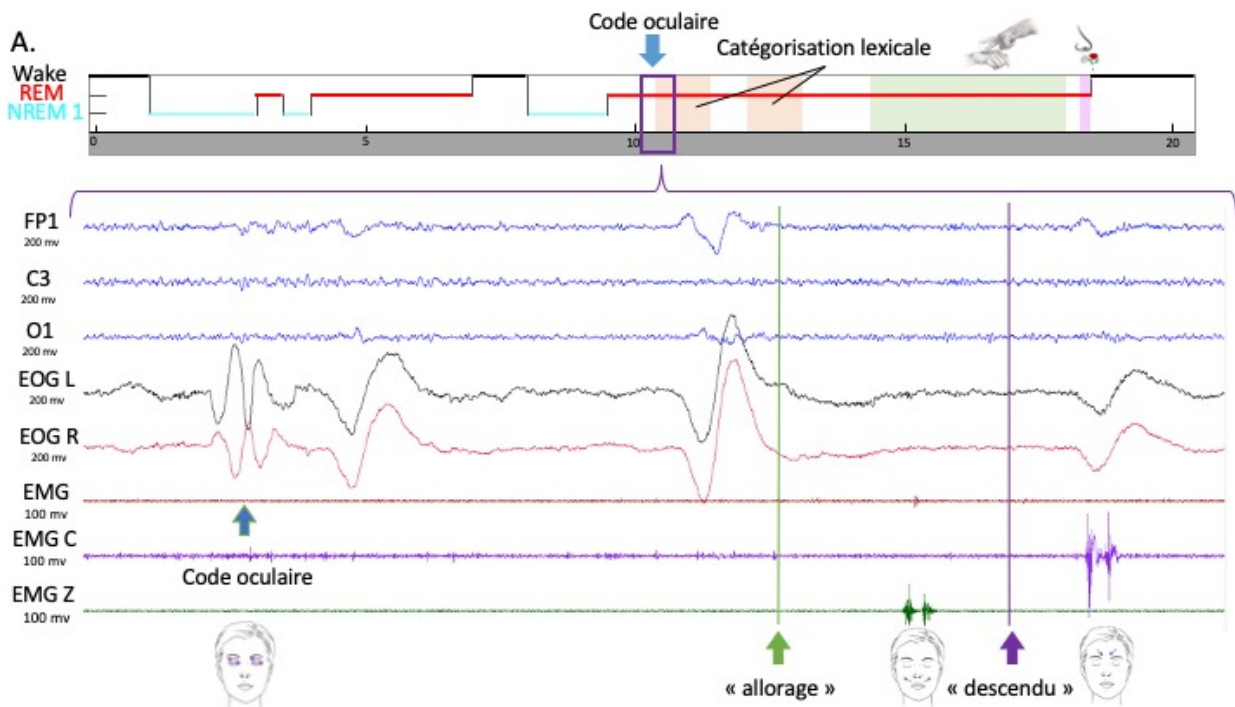 Code oculaire
A.
Catégorisation lexicale
Wake
REM
NREM 1
0 5 10 15 20
FP1
200 mv
C3
200 mv
O1
200 mv
EOG L
200 mv
EOG R
200 mv
EMG
100 mv
EMG C
100 mv
Code oculaire
EMG Z
100 mv
« allorage » « descendu »